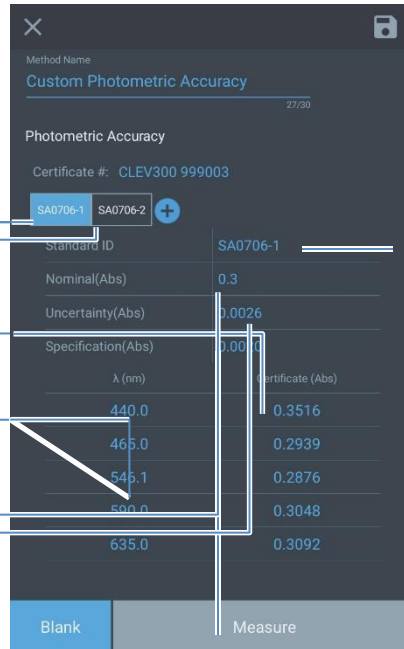 Method Name
Custom Photometric Accuracy
27/30
Photometric Accuracy
Certificate #: CLEV300 999003
SA0706-1 SA0706-2
Standard ID SA0706-1
Nominal(Abs) 0.3
Uncertainty(Abs) 0.0026
Specification(Abs)
λ (nm) Certificate (Abs)
440.0 0.3516
465.0 0.2939
546.1 0.2876
590.0 0.3048
635.0 0.3092
Blank Measure